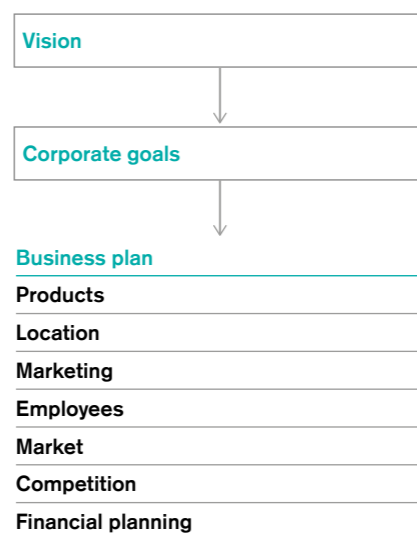 Vision
Corporate goals
Business plan
Products
Location
Marketing
Employees
Market
Competition
Financial planning